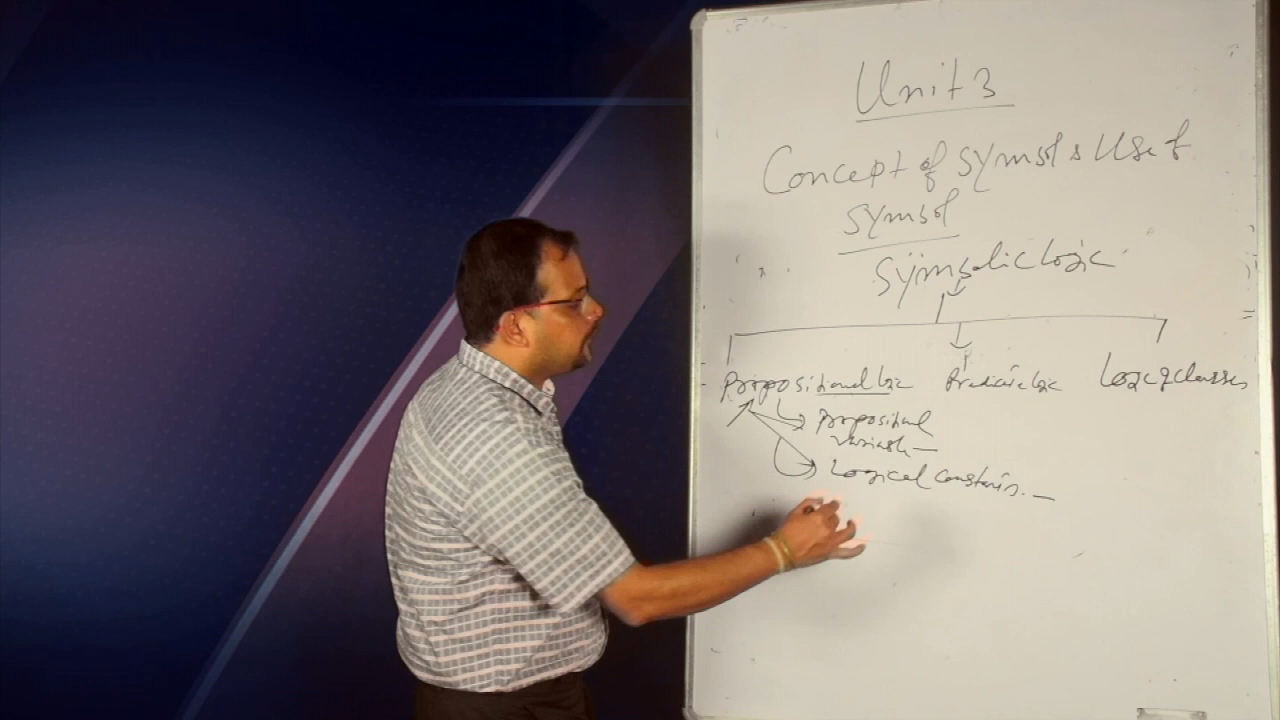 Unit 3
Concept of symbol & Use of
symbol
Symbolic Logic
Propositional logic Predicate logic Logic of classes
Propositional
Variable
Logical constants.